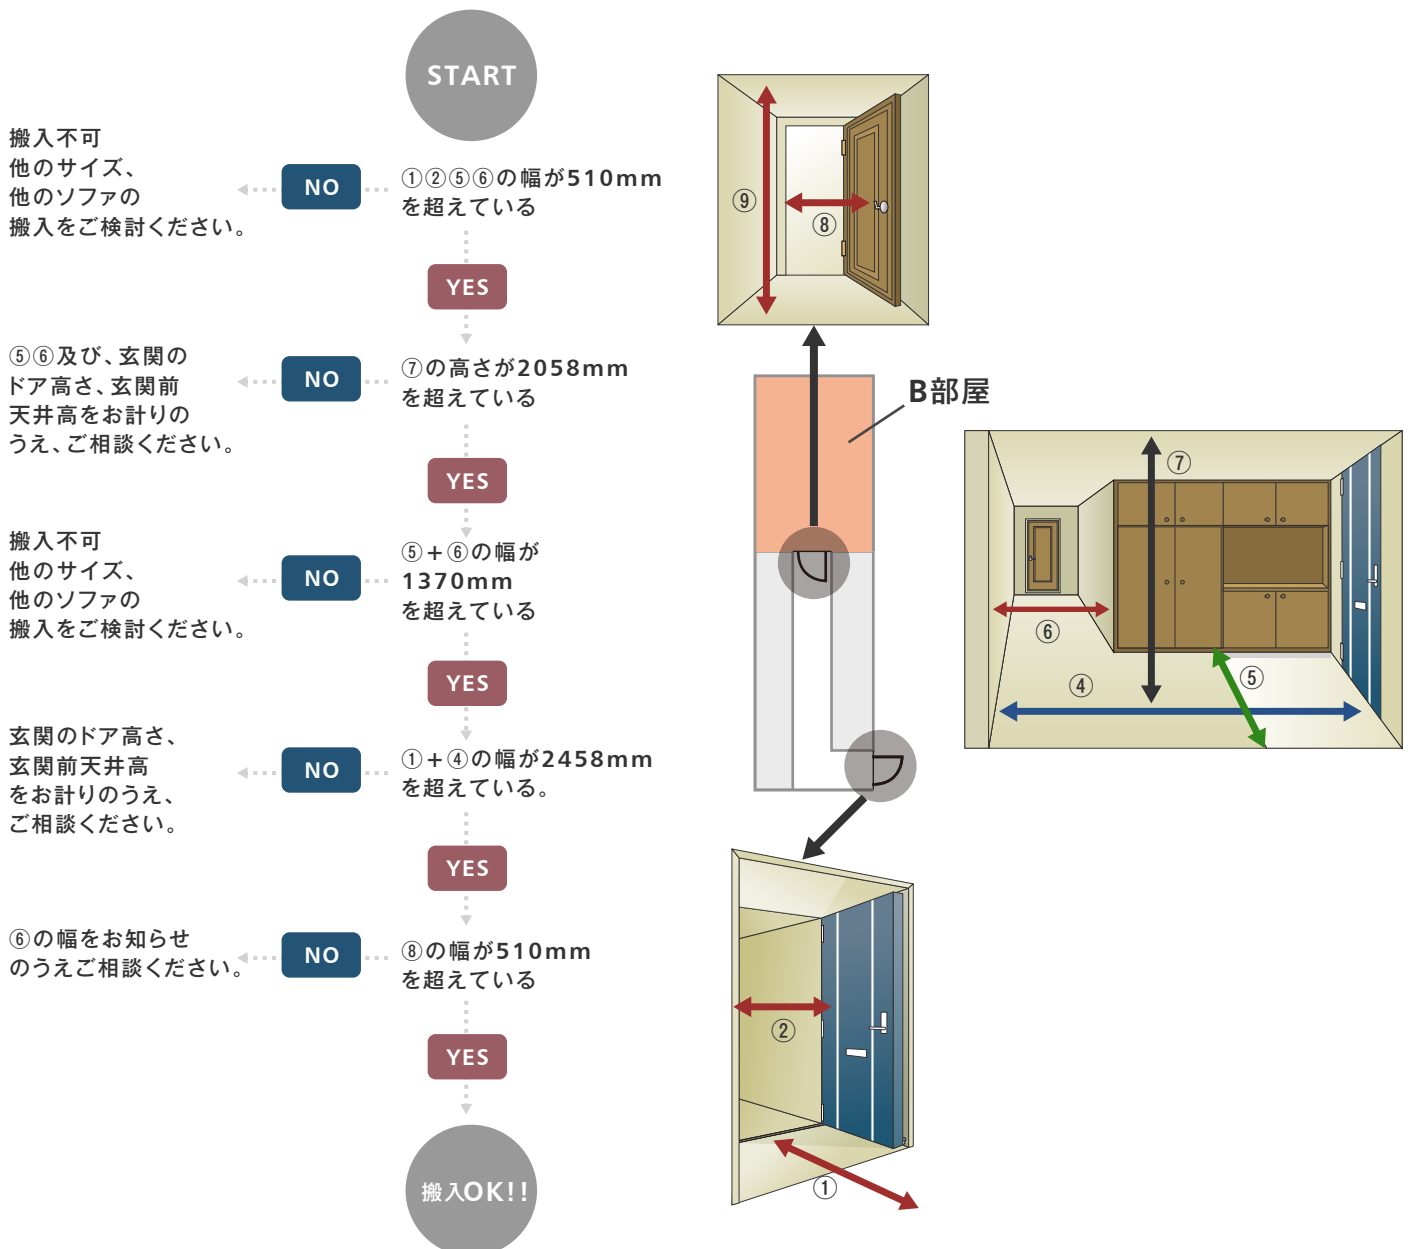 START
搬入不可
他のサイズ、
他のソファの
搬入をご検討ください。
NO
①②⑤⑥の幅が510mm
を超えている
YES
⑤⑥及び、玄関の
ドア高さ、玄関前
天井高をお計りの
うえ、ご相談ください。
NO
⑦の高さが2058mm
を超えている
YES
搬入不可
他のサイズ、
他のソファの
搬入をご検討ください。
NO
⑤+⑥の幅が
1370mm
を超えている
YES
玄関のドア高さ、
玄関前天井高
をお計りのうえ、
ご相談ください。
NO
①+④の幅が2458mm
を超えている。
YES
⑥の幅をお知らせ
のうえご相談ください。
NO
⑧の幅が510mm
を超えている
YES
搬入OK!!
⑨
⑧
B部屋
⑦
⑥
④
⑤
②
①